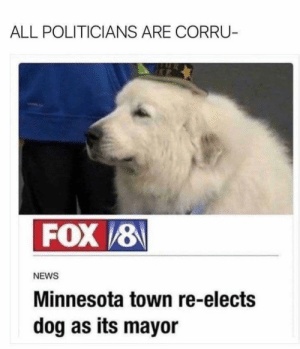 ALL POLITICIANS ARE CORRU-
FOX 8
NEWS
Minnesota town re-elects
dog as its mayor